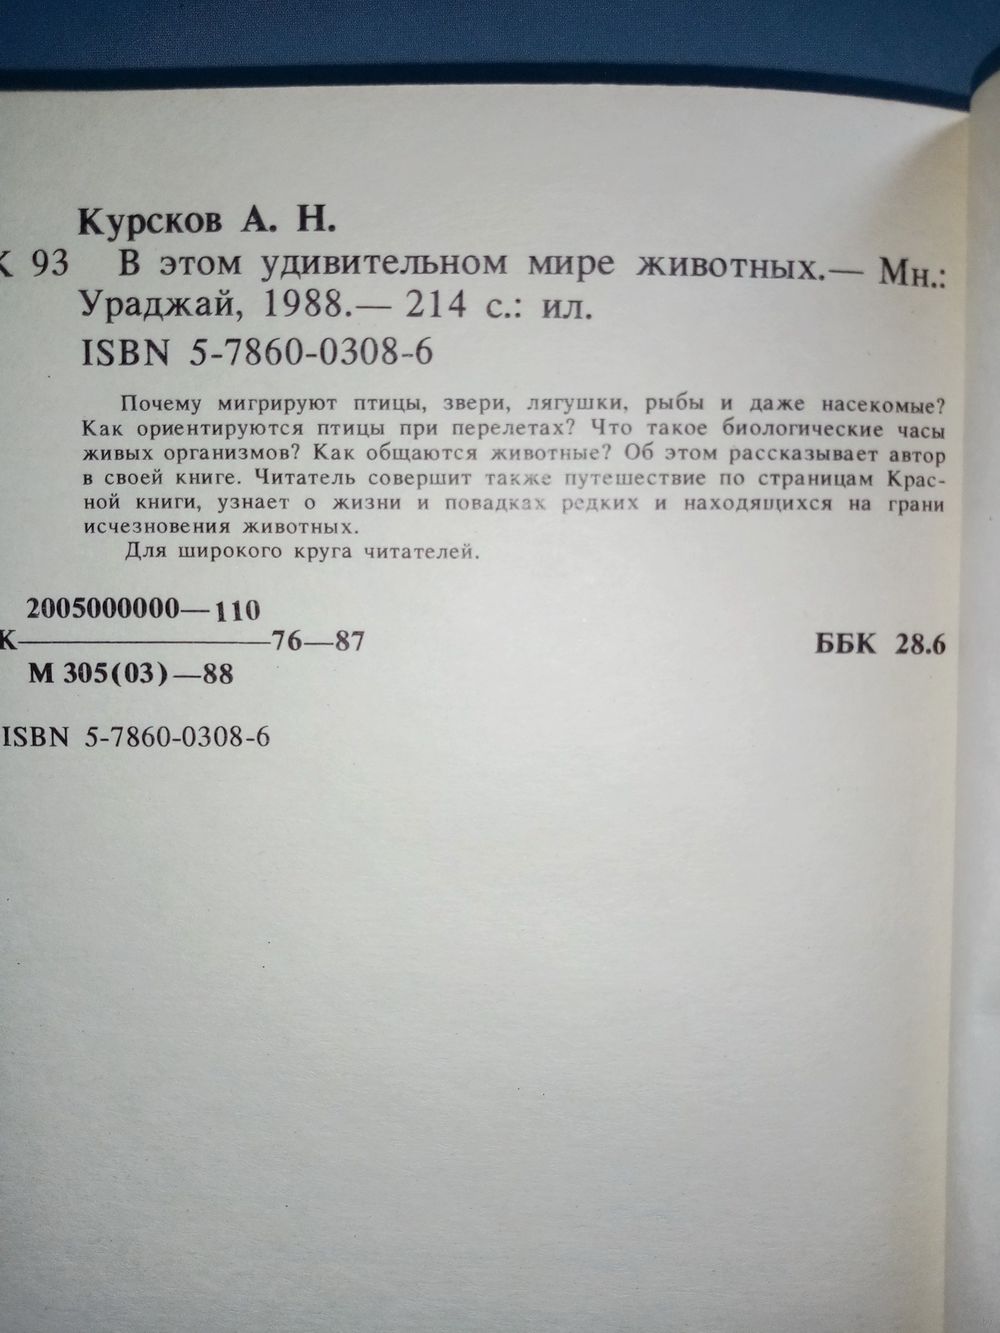 Курсков А. Н.
К 93 В этом удивительном мире животных.— Мн.:
Ураджай, 1988.— 214 с.: ил.
ISBN 5-7860-0308-6
Почему мигрируют птицы, звери, лягушки, рыбы и даже насекомые?
Как ориентируются птицы при перелетах? Что такое биологические часы
живых организмов? Как общаются животные? Об этом рассказывает автор
в своей книге. Читатель совершит также путешествие по страницам Крас-
ной книги, узнает о жизни и повадках редких и находящихся на грани
исчезновения животных.
Для широкого круга читателей.
2005000000—110
К————76—87 ББК 28.6
М 305(03)—88
ISBN 5-7860-0308-6